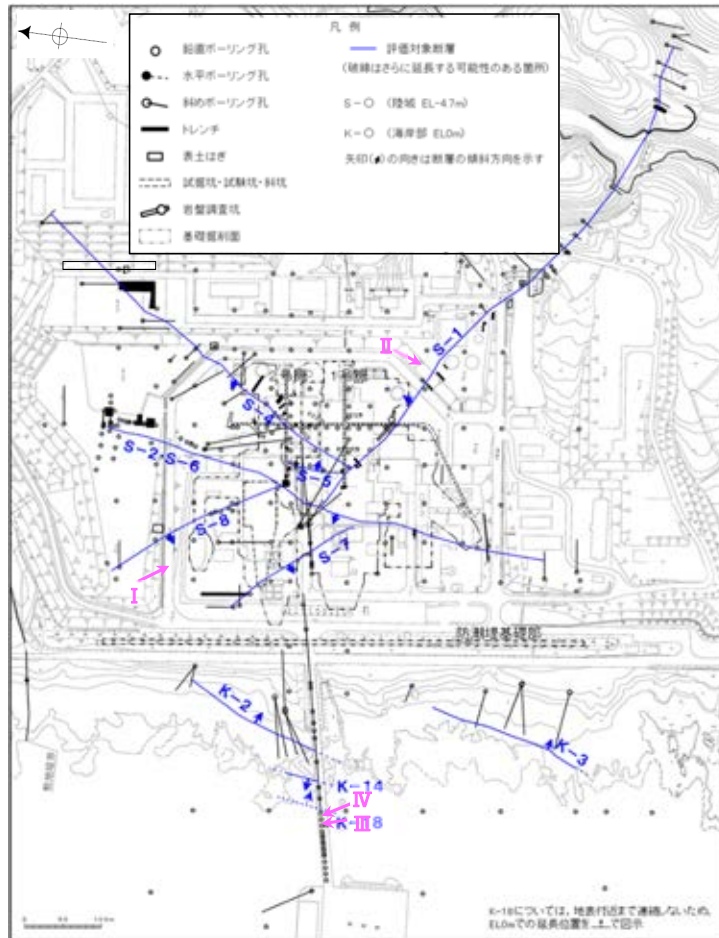 凡 例
鉛直ボーリング孔
水平ボーリング孔
斜めボーリング孔
トレンチ
表土はぎ
試掘坑・試験坑・斜坑
岩盤調査坑
基礎掘削面
評価対象断層
(破線はさらに延長する可能性のある箇所)
S-○ (陸域 EL-4.7m)
K-○ (海岸部 EL0m)
矢印( )の向きは断層の傾斜方向を示す
S-1
Ⅱ
S-4
S-2・S-6
S-5
S-8
S-7
Ⅰ
防潮堤基礎部
K-2
K-3
K-14
Ⅳ
Ⅲ
K-18については、地表付近まで連続しないため、
EL0mでの延長位置を で図示